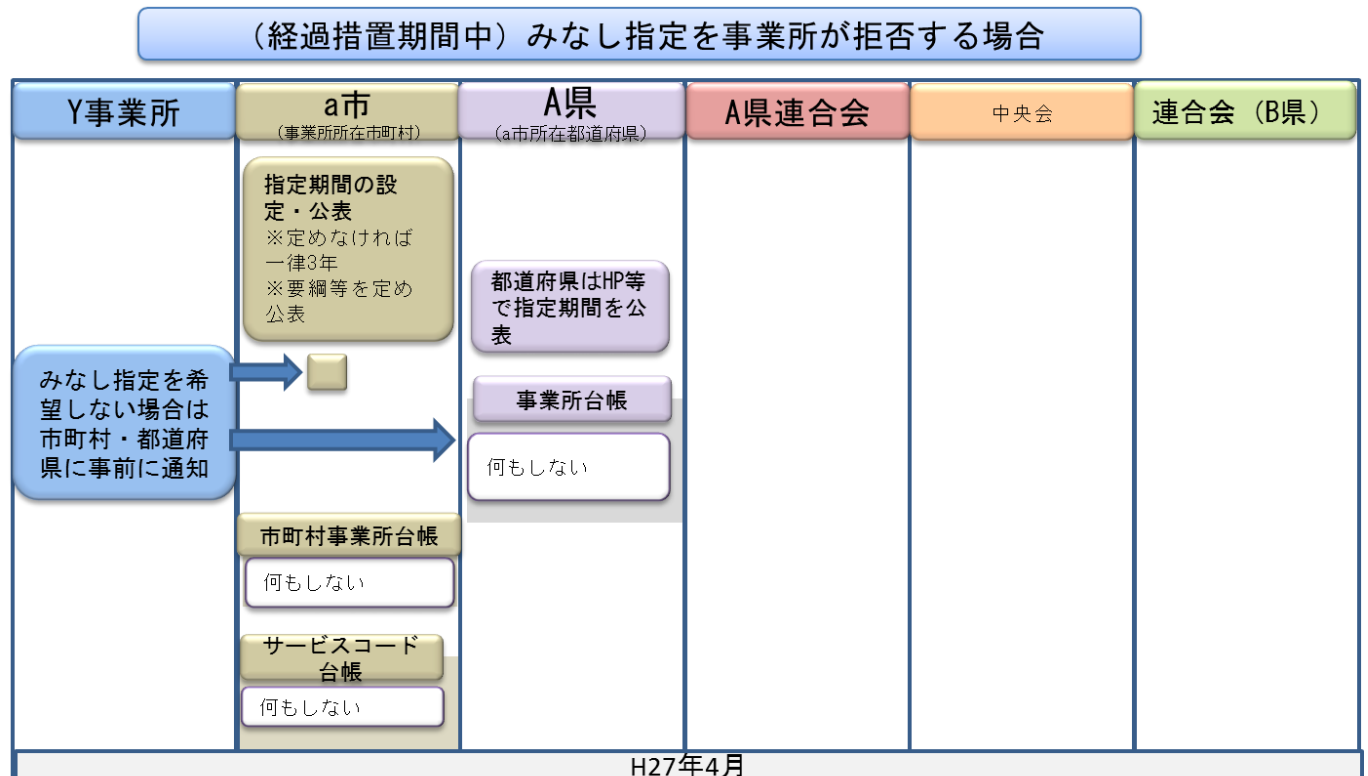 （経過措置期間中）みなし指定を事業所が拒否する場合
Y事業所
a市
（事業所所在市町村）
A県
（a市所在都道府県）
A県連合会
中央会
連合会（B県）
指定期間の設
定・公表
※定めなければ
一律3年
※要綱等を定め
公表
都道府県はHP等
で指定期間を公
表
みなし指定を希
望しない場合は
市町村・都道府
県に事前に通知
事業所台帳
何もしない
市町村事業所台帳
何もしない
サービスコード
台帳
何もしない
H27年4月